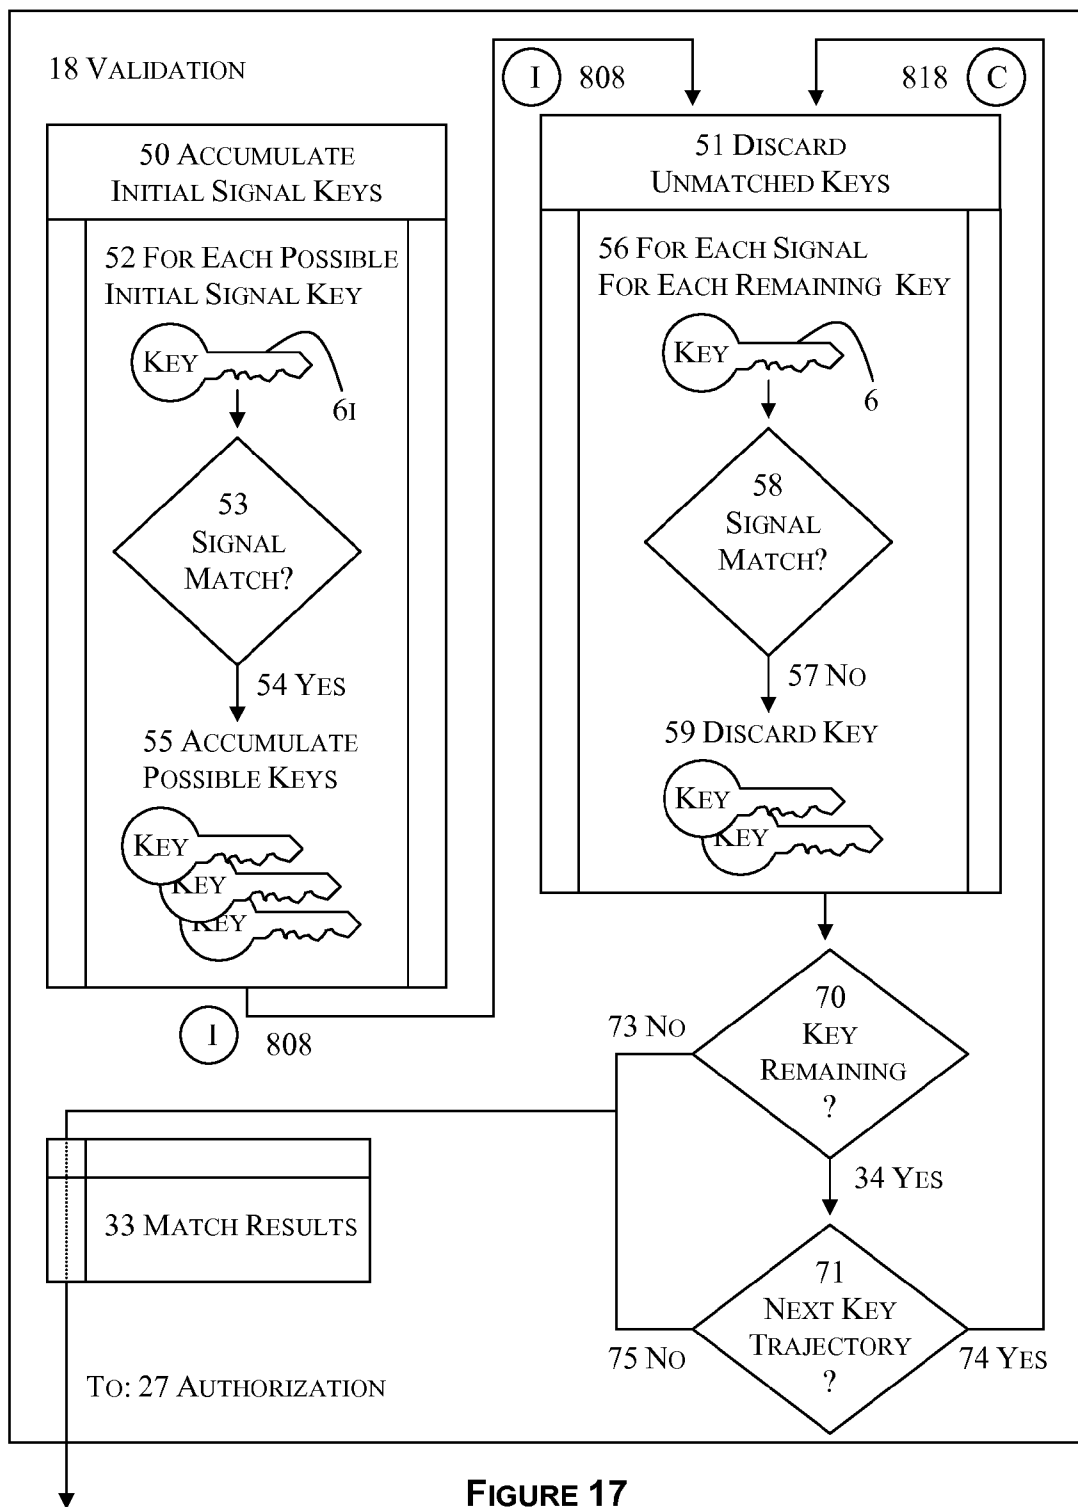 18 VALIDATION
I 808
818 C
50 ACCUMULATE
INITIAL SIGNAL KEYS
51 DISCARD
UNMATCHED KEYS
52 FOR EACH POSSIBLE
INITIAL SIGNAL KEY
KEY
6I
53
SIGNAL
MATCH?
54 YES
55 ACCUMULATE
POSSIBLE KEYS
KEY
KEY
KEY
I 808
56 FOR EACH SIGNAL
FOR EACH REMAINING KEY
KEY
6
58
SIGNAL
MATCH?
57 NO
59 DISCARD KEY
KEY
KEY
70
KEY
REMAINING
?
73 NO
34 YES
71
NEXT KEY
TRAJECTORY
?
75 NO
74 YES
33 MATCH RESULTS
TO: 27 AUTHORIZATION
FIGURE 17